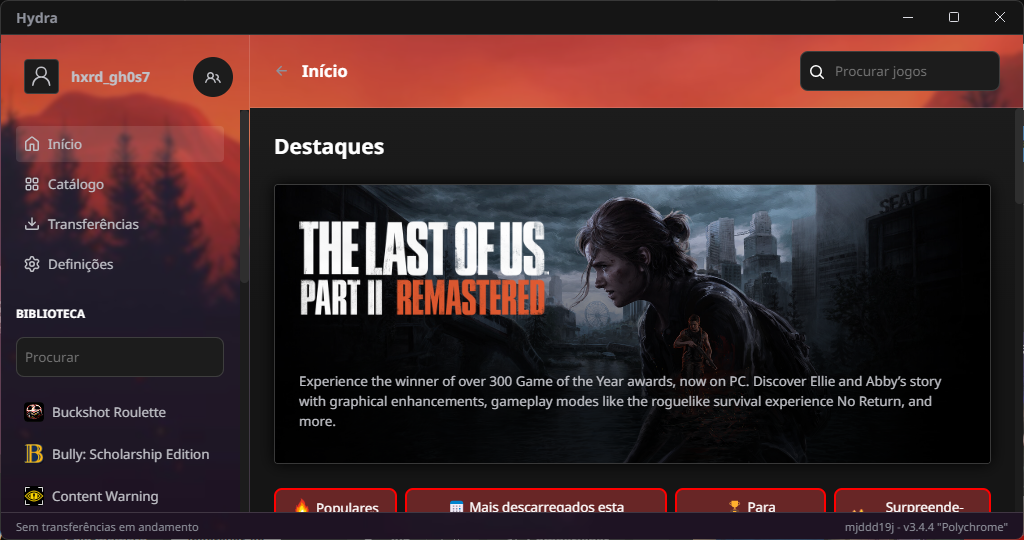 Hydra
hxrd_gh0s7
Início
Catálogo
Transferências
Definições
BIBLIOTECA
Procurar
Buckshot Roulette
Bully: Scholarship Edition
Content Warning
Início
Procurar jogos
Destaques
SEATTLE
THE LAST OF US
PART II REMASTERED
Experience the winner of over 300 Game of the Year awards, now on PC. Discover Ellie and Abby's story
with graphical enhancements, gameplay modes like the roguelike survival experience No Return, and
more.
Populares
Mais descarregados esta
Para
Surpreende-
Sem transferências em andamento
mjddd19j - v3.4.4 "Polychrome"